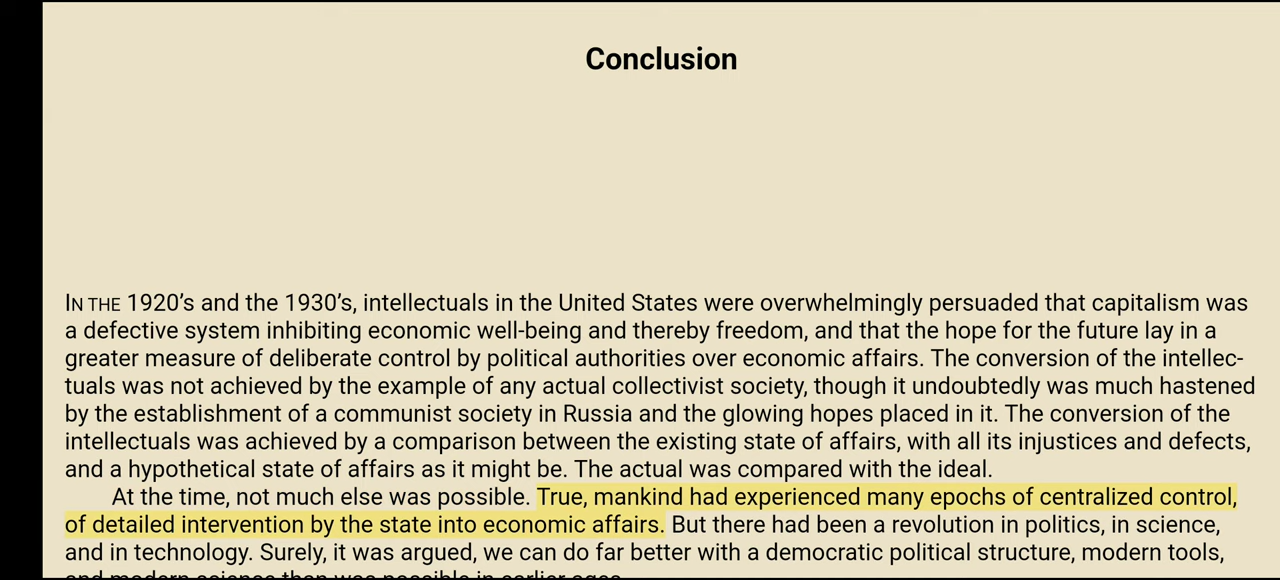 Conclusion
IN THE 1920’s and the 1930’s, intellectuals in the United States were overwhelmingly persuaded that capitalism was
a defective system inhibiting economic well-being and thereby freedom, and that the hope for the future lay in a
greater measure of deliberate control by political authorities over economic affairs. The conversion of the intellec-
tuals was not achieved by the example of any actual collectivist society, though it undoubtedly was much hastened
by the establishment of a communist society in Russia and the glowing hopes placed in it. The conversion of the
intellectuals was achieved by a comparison between the existing state of affairs, with all its injustices and defects,
and a hypothetical state of affairs as it might be. The actual was compared with the ideal.
At the time, not much else was possible. True, mankind had experienced many epochs of centralized control,
of detailed intervention by the state into economic affairs. But there had been a revolution in politics, in science,
and in technology. Surely, it was argued, we can do far better with a democratic political structure, modern tools,
and modern science than was possible in earlier ages.